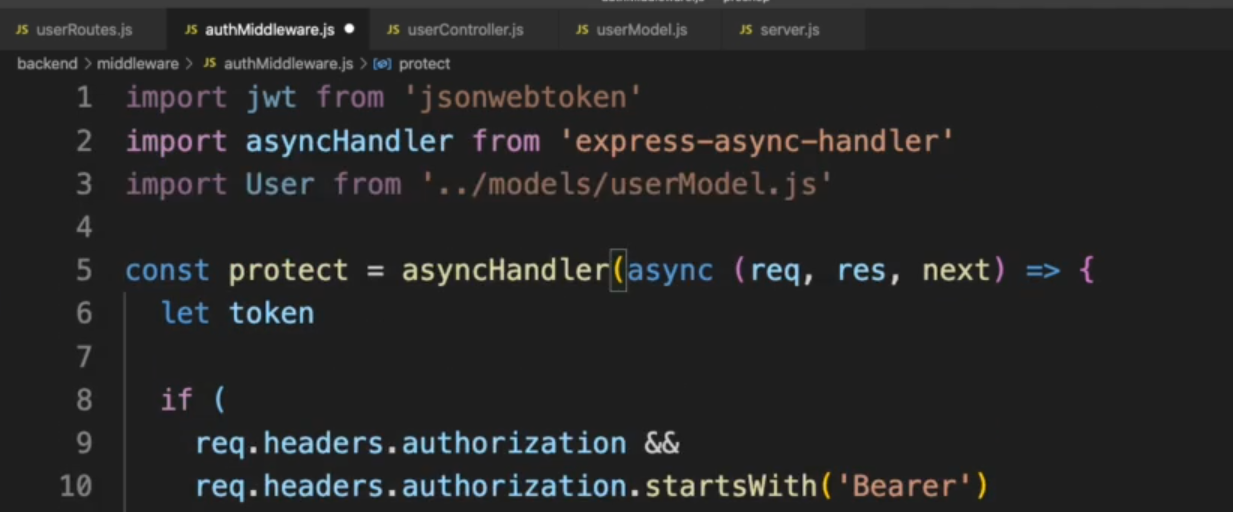 JS userRoutes.js JS authMiddleware.js ● JS userController.js JS userModel.js JS server.js
backend > middleware > JS authMiddleware.js > protect
1 import jwt from 'jsonwebtoken'
2 import asyncHandler from 'express-async-handler'
3 import User from '../models/userModel.js'
4
5 const protect = asyncHandler(async (req, res, next) => {
6 let token
7
8 if (
9 req.headers.authorization &&
10 req.headers.authorization.startsWith('Bearer')